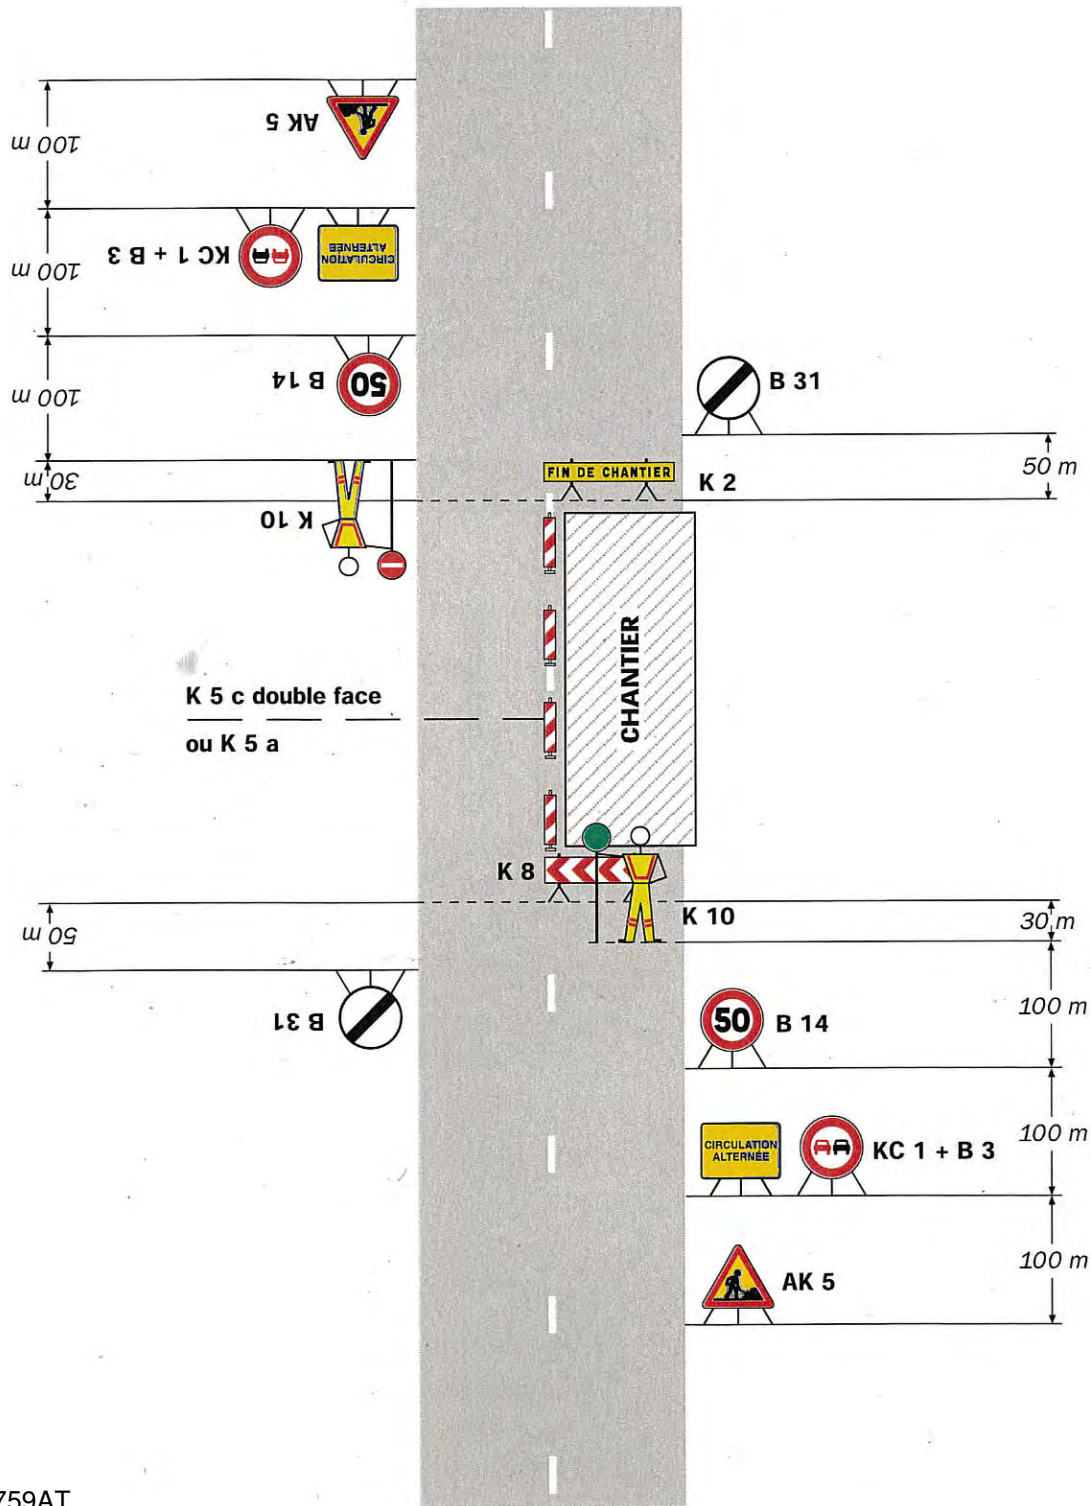 AK 5
100 m
KC 1 + B 3
CIRCULATION
ALTERNÉE
100 m
B 14
50
100 m
B 31
30 m
K 10
FIN DE CHANTIER
K 2
50 m
CHANTIER
K 5 c double face
ou K 5 a
K 8
K 10
30 m
50 m
B 31
50
B 14
100 m
CIRCULATION
ALTERNÉE
KC 1 + B 3
100 m
AK 5
100 m
759AT